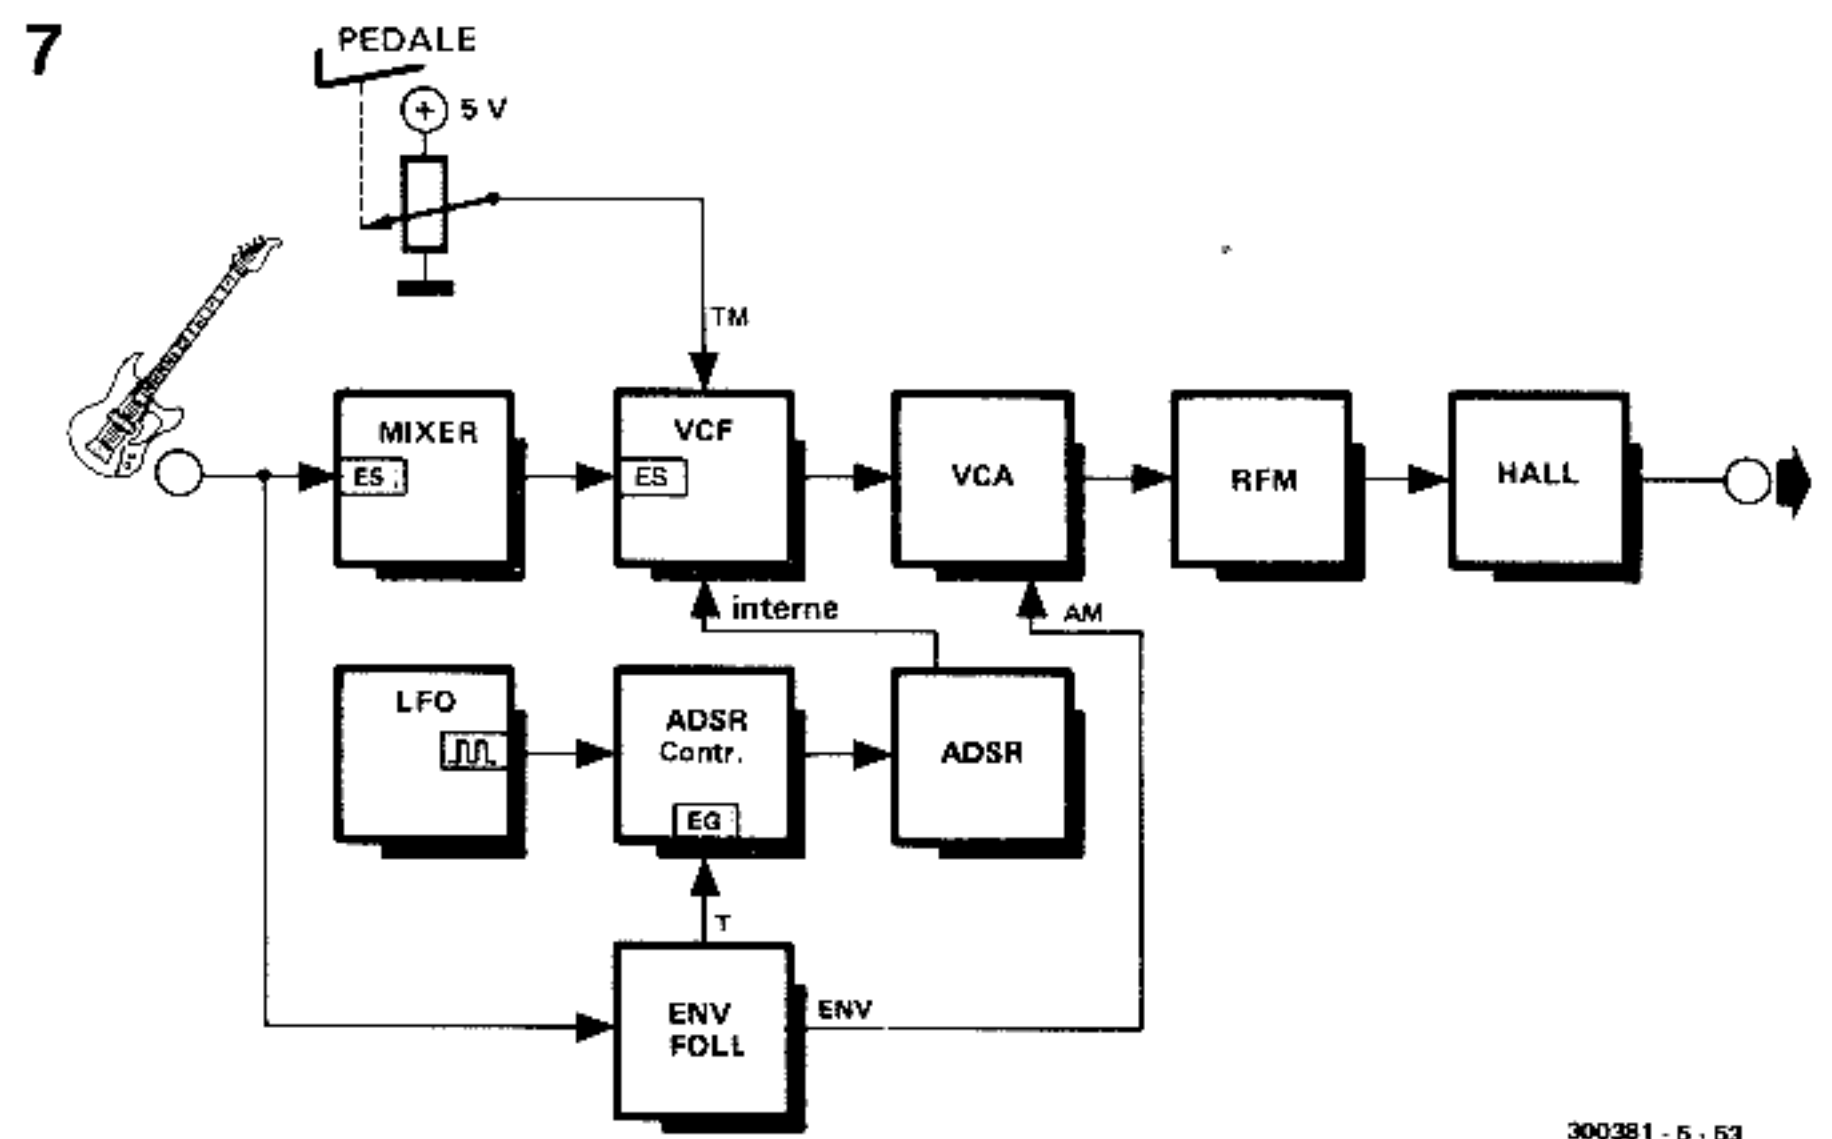 7
PEDALE
+
5 V
TM
MIXER
ES
VCF
ES
VCA
RFM
HALL
interne
AM
LFO
ADSR
Contr.
EG
ADSR
T
ENV
FOLL
ENV
300381 - 5 - 53